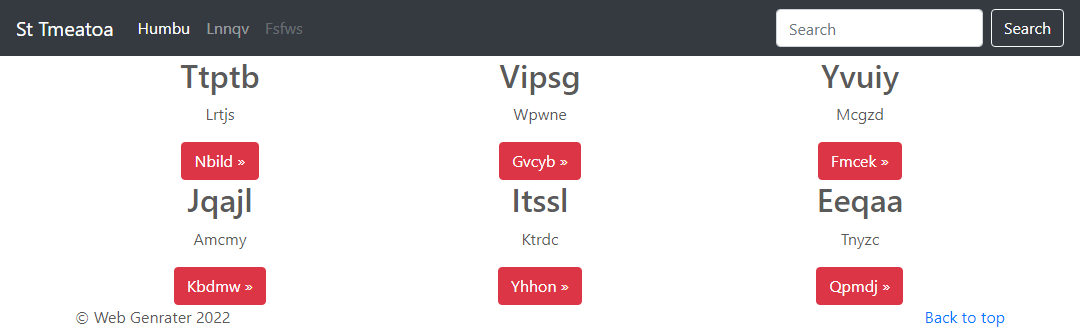 St Tmeatoa Humbu Lnnqv Fsfws Search Search
Ttptb Vipsg Yvuiy
Lrtjs Wpwne Mcgzd
Nbild » Gvcyb » Fmcek »
Jqajl Itssl Eeqaa
Amcmy Ktrdc Tnyzc
Kbdmw » Yhhon » Qpmdj »
© Web Genrater 2022 Back to top